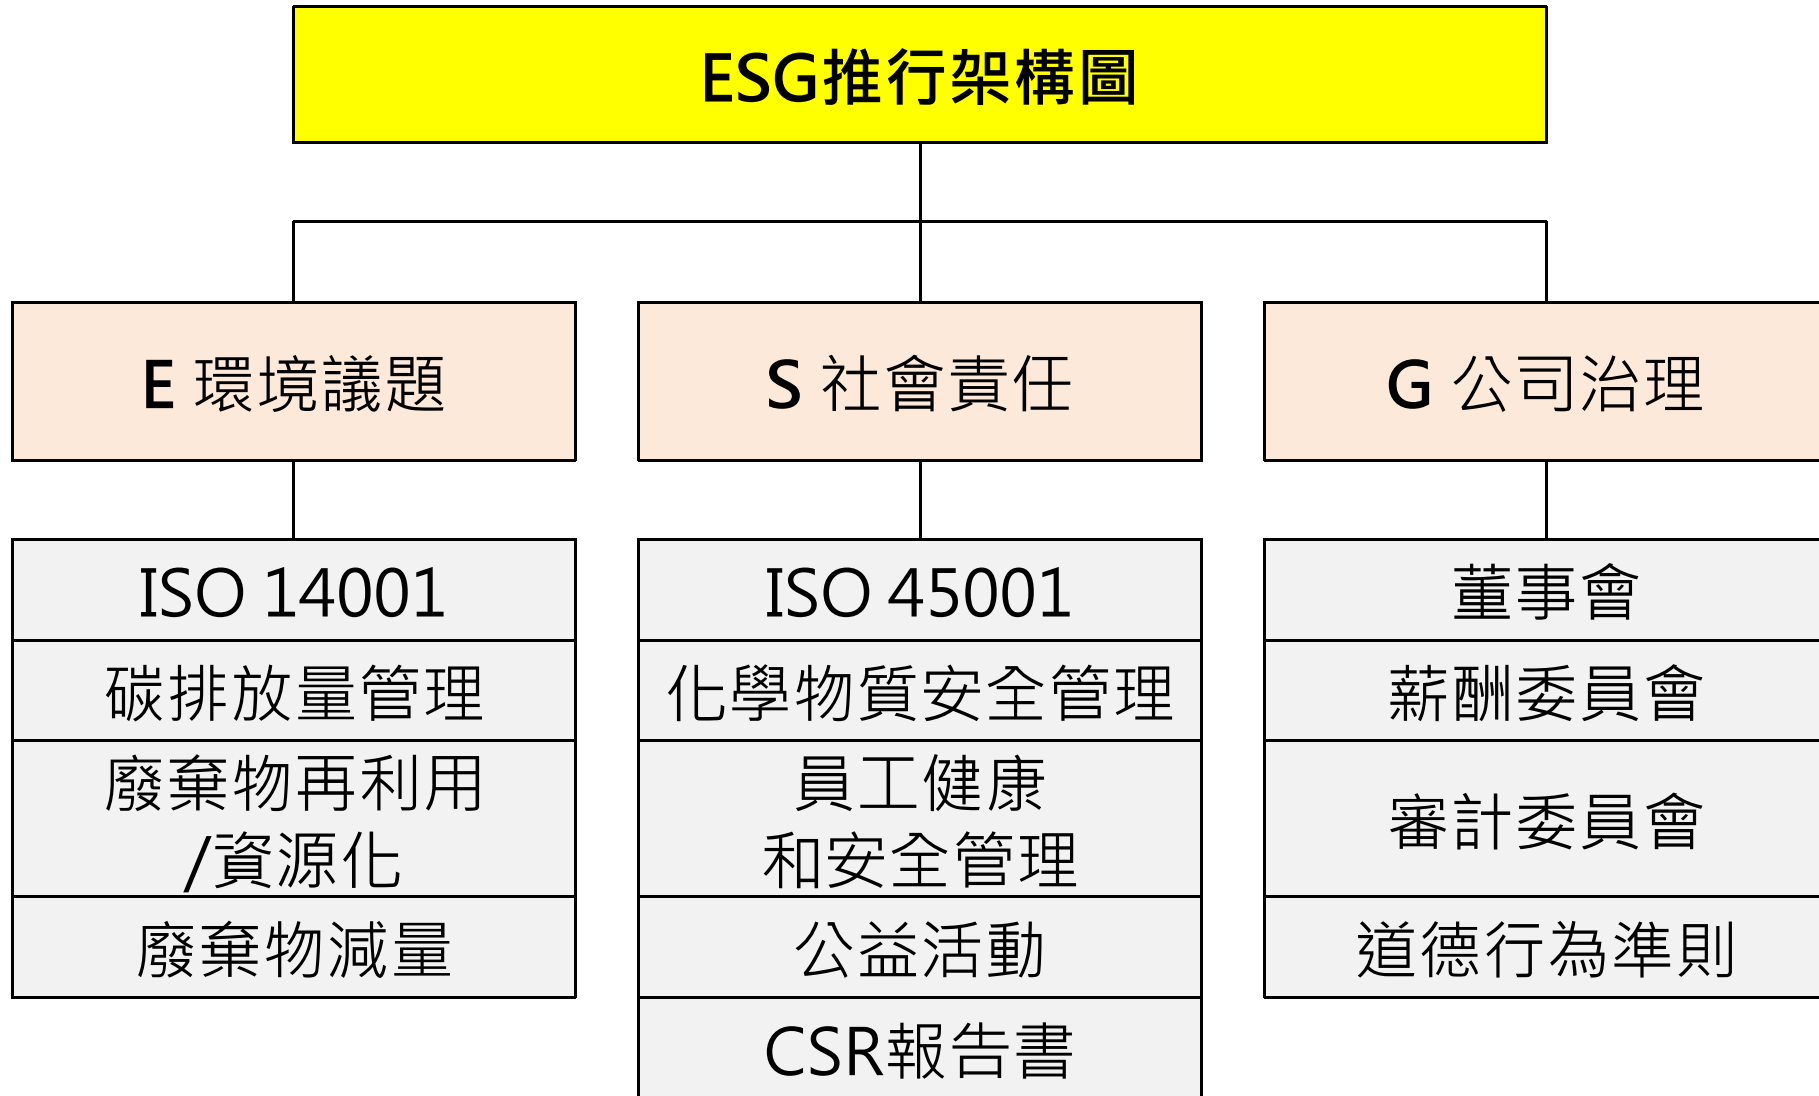 ESG推行架構圖
E 環境議題
S 社會責任
G 公司治理
ISO 14001
碳排放量管理
廢棄物再利用
/資源化
廢棄物減量
ISO 45001
化學物質安全管理
員工健康
和安全管理
公益活動
CSR報告書
董事會
薪酬委員會
審計委員會
道德行為準則